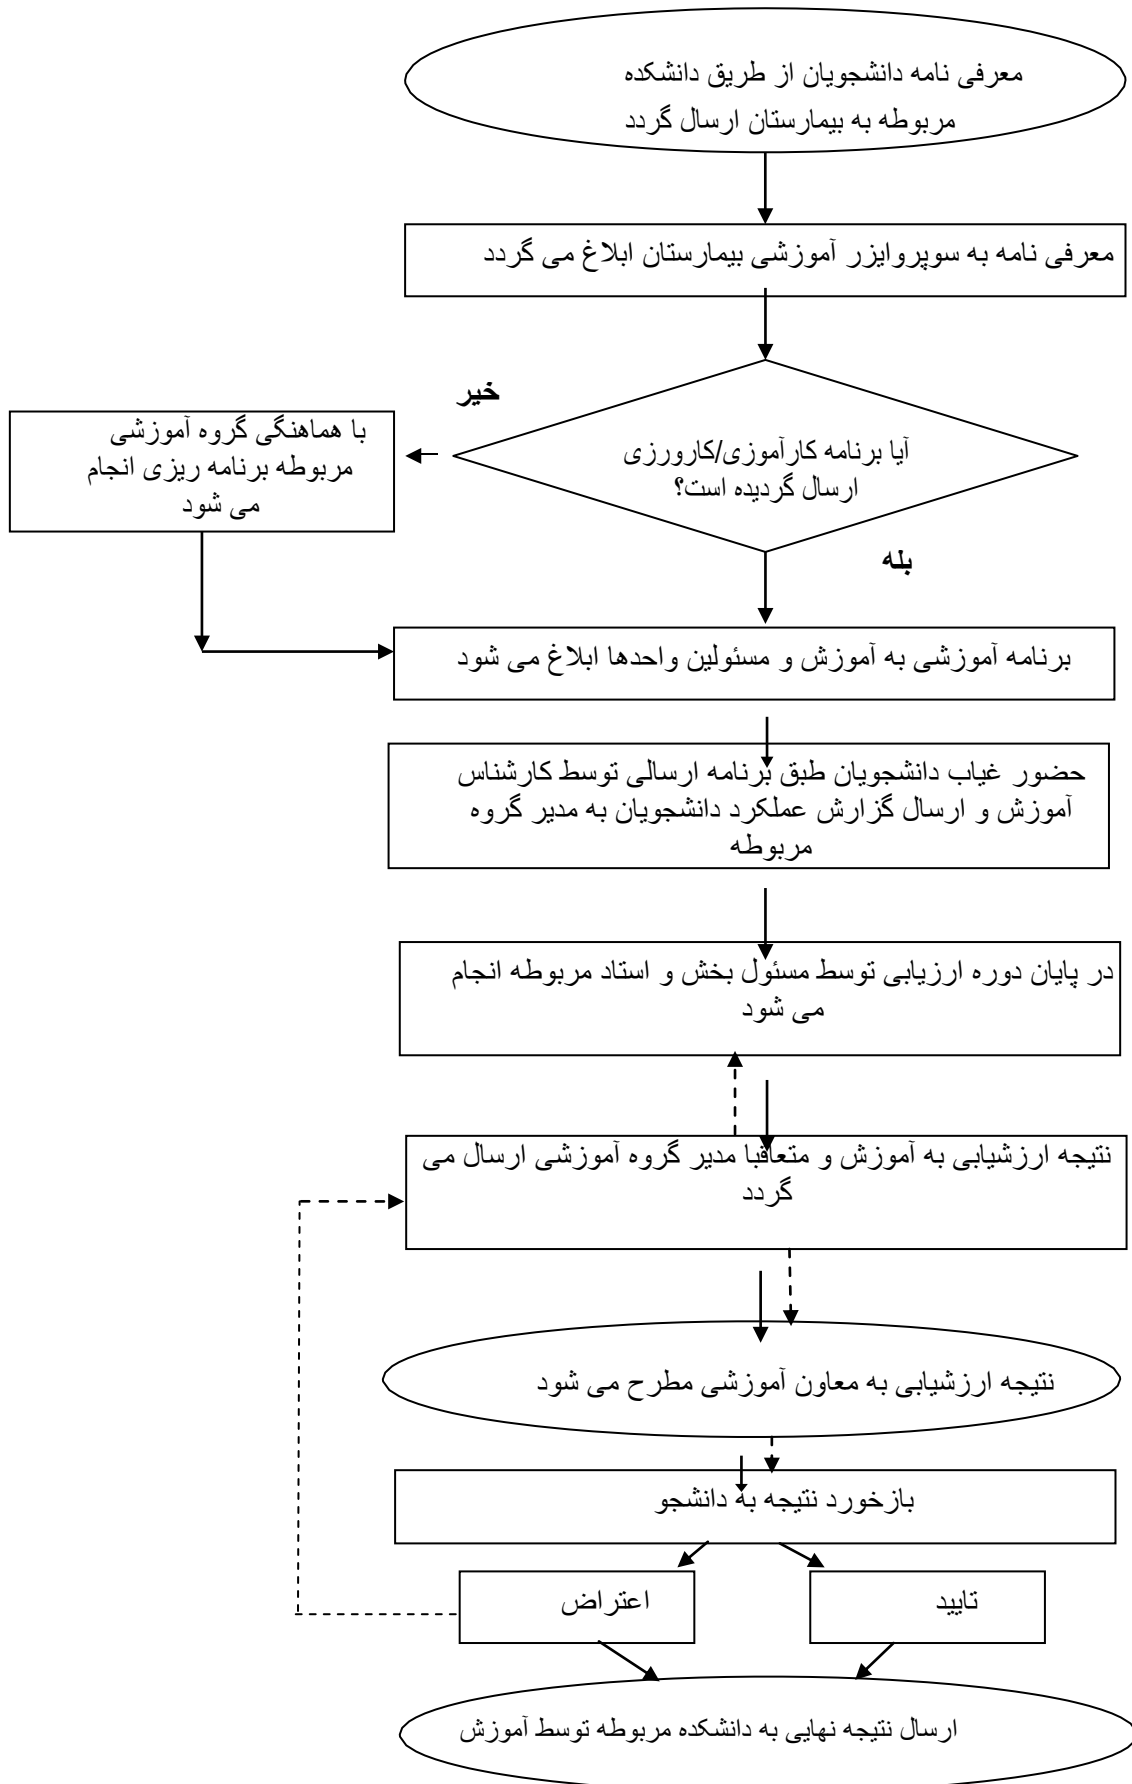 معرفی نامه دانشجویان از طریق دانشکده
مربوطه به بیمارستان ارسال گردد
معرفی نامه به سوپروایزر آموزشی بیمارستان ابلاغ می گردد
خیر
با هماهنگی گروه آموزشی
مربوطه برنامه ریزی انجام
می شود
آیا برنامه کارآموزی/کارورزی
ارسال گردیده است؟
بله
برنامه آموزشی به آموزش و مسئولین واحدها ابلاغ می شود
حضور غیاب دانشجویان طبق برنامه ارسالی توسط کارشناس
آموزش و ارسال گزارش عملکرد دانشجویان به مدیر گروه
مربوطه
در پایان دوره ارزیابی توسط مسئول بخش و استاد مربوطه انجام
می شود
نتیجه ارزشیابی به آموزش و متعاقبا مدیر گروه آموزشی ارسال می
گردد
نتیجه ارزشیابی به معاون آموزشی مطرح می شود
بازخورد نتیجه به دانشجو
تایید
اعتراض
ارسال نتیجه نهایی به دانشکده مربوطه توسط آموزش